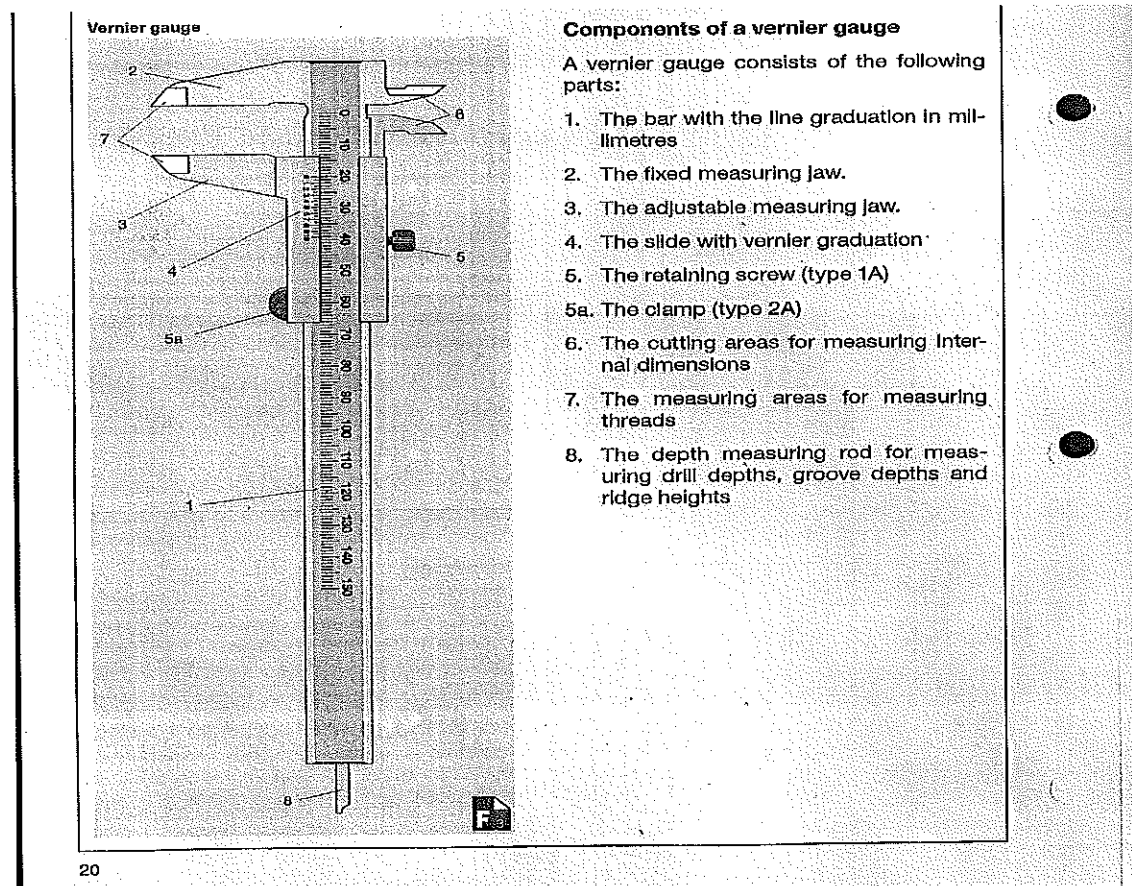 Vernier gauge
2
7
3
4
5a
1
8
6
5
0
10
20
30
40
50
60
70
80
90
100
110
120
130
140
150
F
Components of a vernier gauge
A vernier gauge consists of the following
parts:
1. The bar with the line graduation in mil-
limetres
2. The fixed measuring jaw.
3. The adjustable measuring jaw.
4. The slide with vernier graduation
5. The retaining screw (type 1A)
5a. The clamp (type 2A)
6. The cutting areas for measuring inter-
nal dimensions
7. The measuring areas for measuring
threads
8. The depth measuring rod for meas-
uring drill depths, groove depths and
ridge heights
20